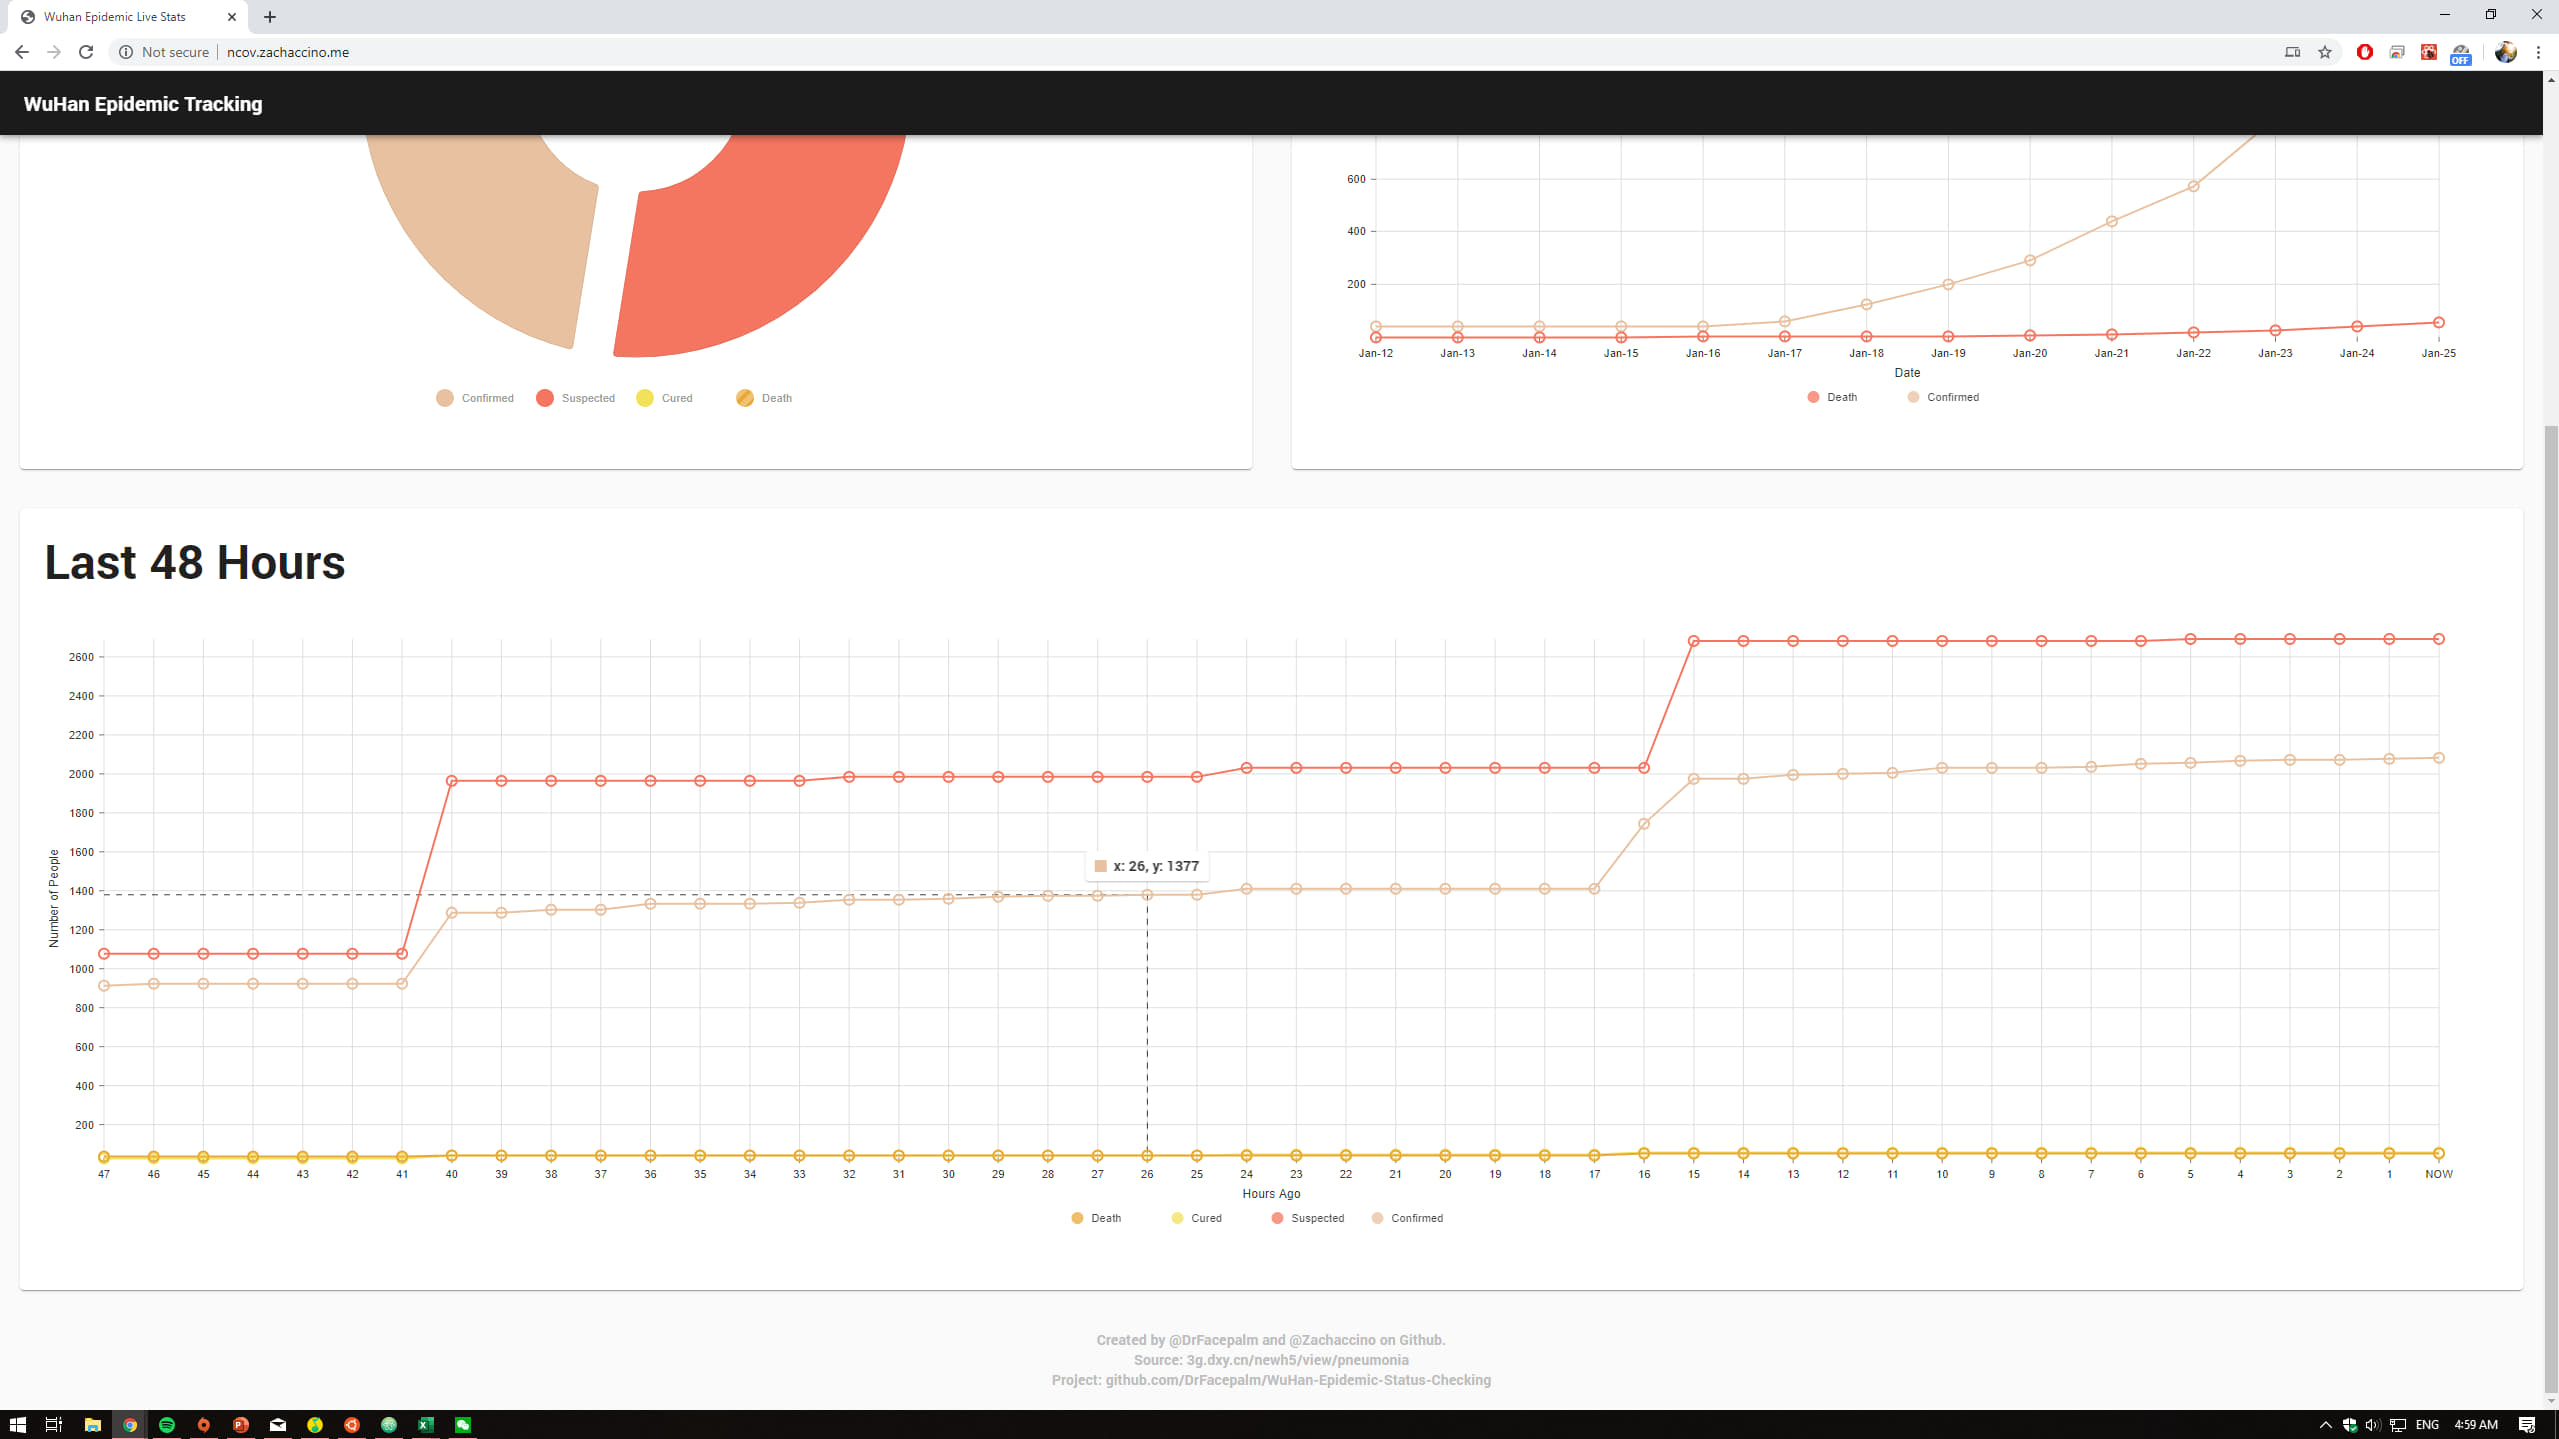 Wuhan Epidemic Live Stats
Not secure ncov.zachaccino.me
OFF
WuHan Epidemic Tracking
Confirmed Suspected Cured Death
600
400
200
Jan-12 Jan-13 Jan-14 Jan-15 Jan-16 Jan-17 Jan-18 Jan-19 Jan-20 Jan-21 Jan-22 Jan-23 Jan-24 Jan-25
Date
Death Confirmed
Last 48 Hours
Number of People
2600
2400
2200
2000
1800
1600
1400
1200
1000
800
600
400
200
x: 26, y: 1377
47 46 45 44 43 42 41 40 39 38 37 36 35 34 33 32 31 30 29 28 27 26 25 24 23 22 21 20 19 18 17 16 15 14 13 12 11 10 9 8 7 6 5 4 3 2 1 NOW
Hours Ago
Death Cured Suspected Confirmed
Created by @DrFacepalm and @Zachaccino on Github.
Source: 3g.dxy.cn/newh5/view/pneumonia
Project: github.com/DrFacepalm/WuHan-Epidemic-Status-Checking
ENG 4:59 AM